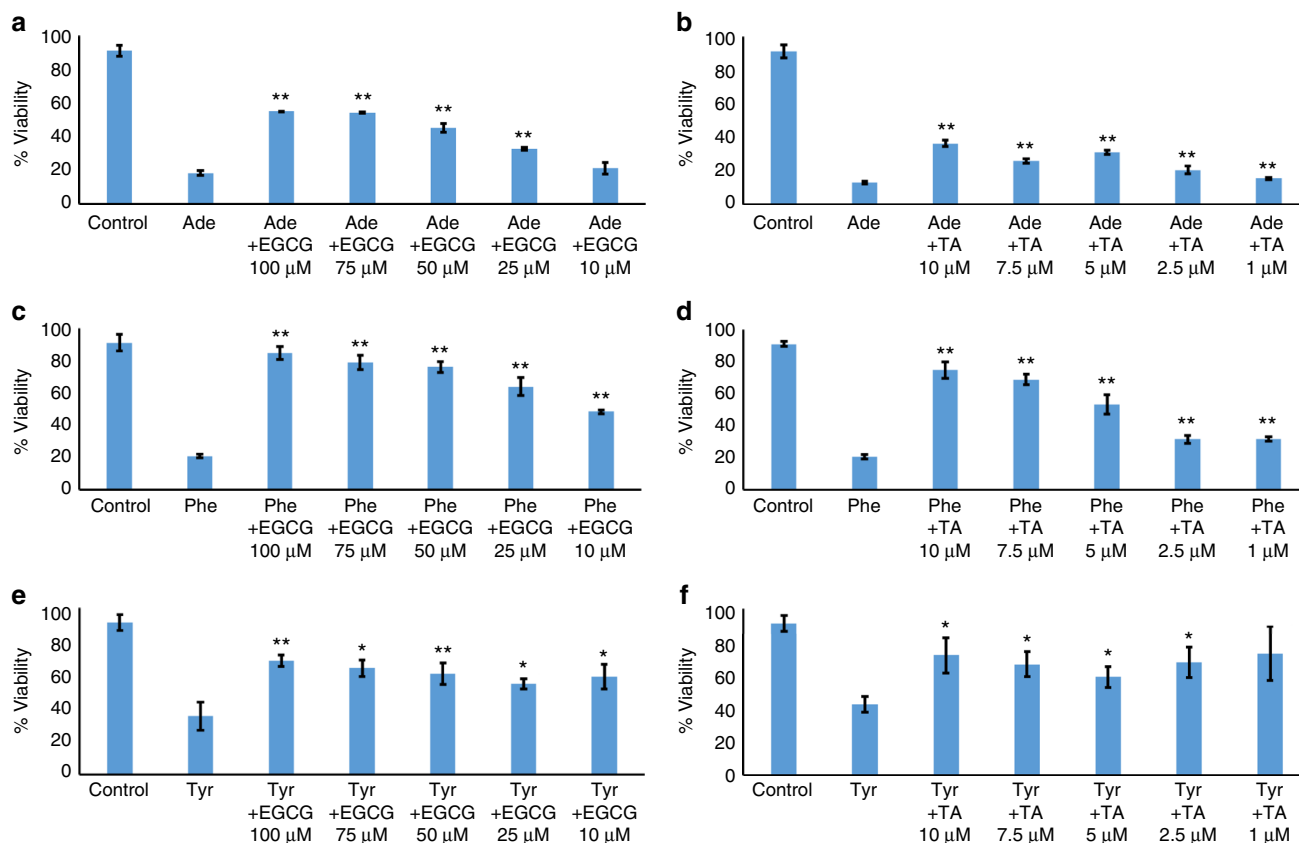 a
% Viability
100
80
60
40
20
0
** ** ** **
Control Ade Ade Ade Ade Ade Ade
+EGCG +EGCG +EGCG +EGCG +EGCG
100 μM 75 μM 50 μM 25 μM 10 μM
b
% Viability
100
80
60
40
20
0
** ** ** ** **
Control Ade Ade Ade Ade Ade Ade
+TA +TA +TA +TA +TA
10 μM 7.5 μM 5 μM 2.5 μM 1 μM
c
% Viability
100
80
60
40
20
0
** ** ** ** **
Control Phe Phe Phe Phe Phe Phe
+EGCG +EGCG +EGCG +EGCG +EGCG
100 μM 75 μM 50 μM 25 μM 10 μM
d
% Viability
100
80
60
40
20
0
** ** ** ** **
Control Phe Phe Phe Phe Phe Phe
+TA +TA +TA +TA +TA
10 μM 7.5 μM 5 μM 2.5 μM 1 μM
e
% Viability
100
80
60
40
20
0
** * ** * *
Control Tyr Tyr Tyr Tyr Tyr Tyr
+EGCG +EGCG +EGCG +EGCG +EGCG
100 μM 75 μM 50 μM 25 μM 10 μM
f
% Viability
100
80
60
40
20
0
* * * *
Control Tyr Tyr Tyr Tyr Tyr Tyr
+TA +TA +TA +TA +TA
10 μM 7.5 μM 5 μM 2.5 μM 1 μM